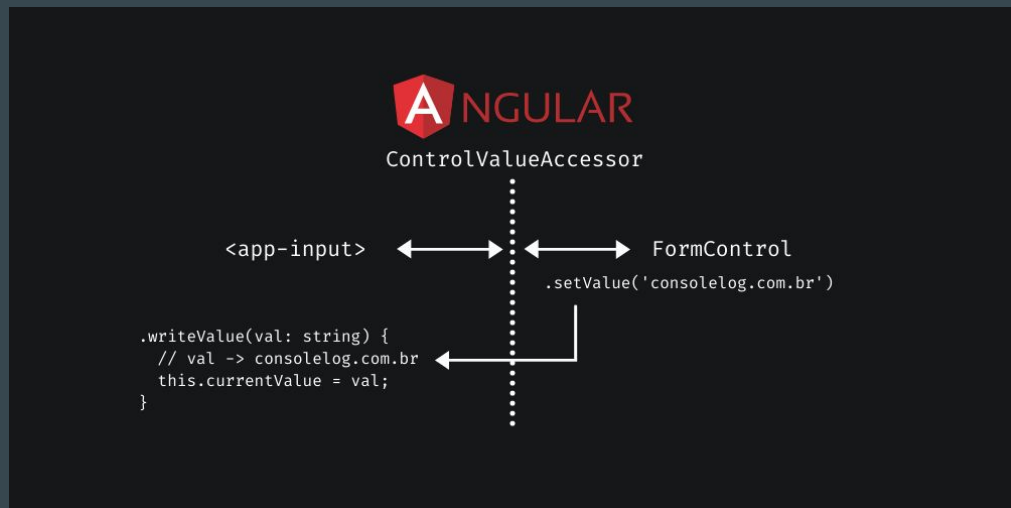 ANGULAR
ControlValueAccessor
<app-input>
FormControl
.setValue('consolelog.com.br')
.writeValue(val: string) {
  // val -> consolelog.com.br
  this.currentValue = val;
}